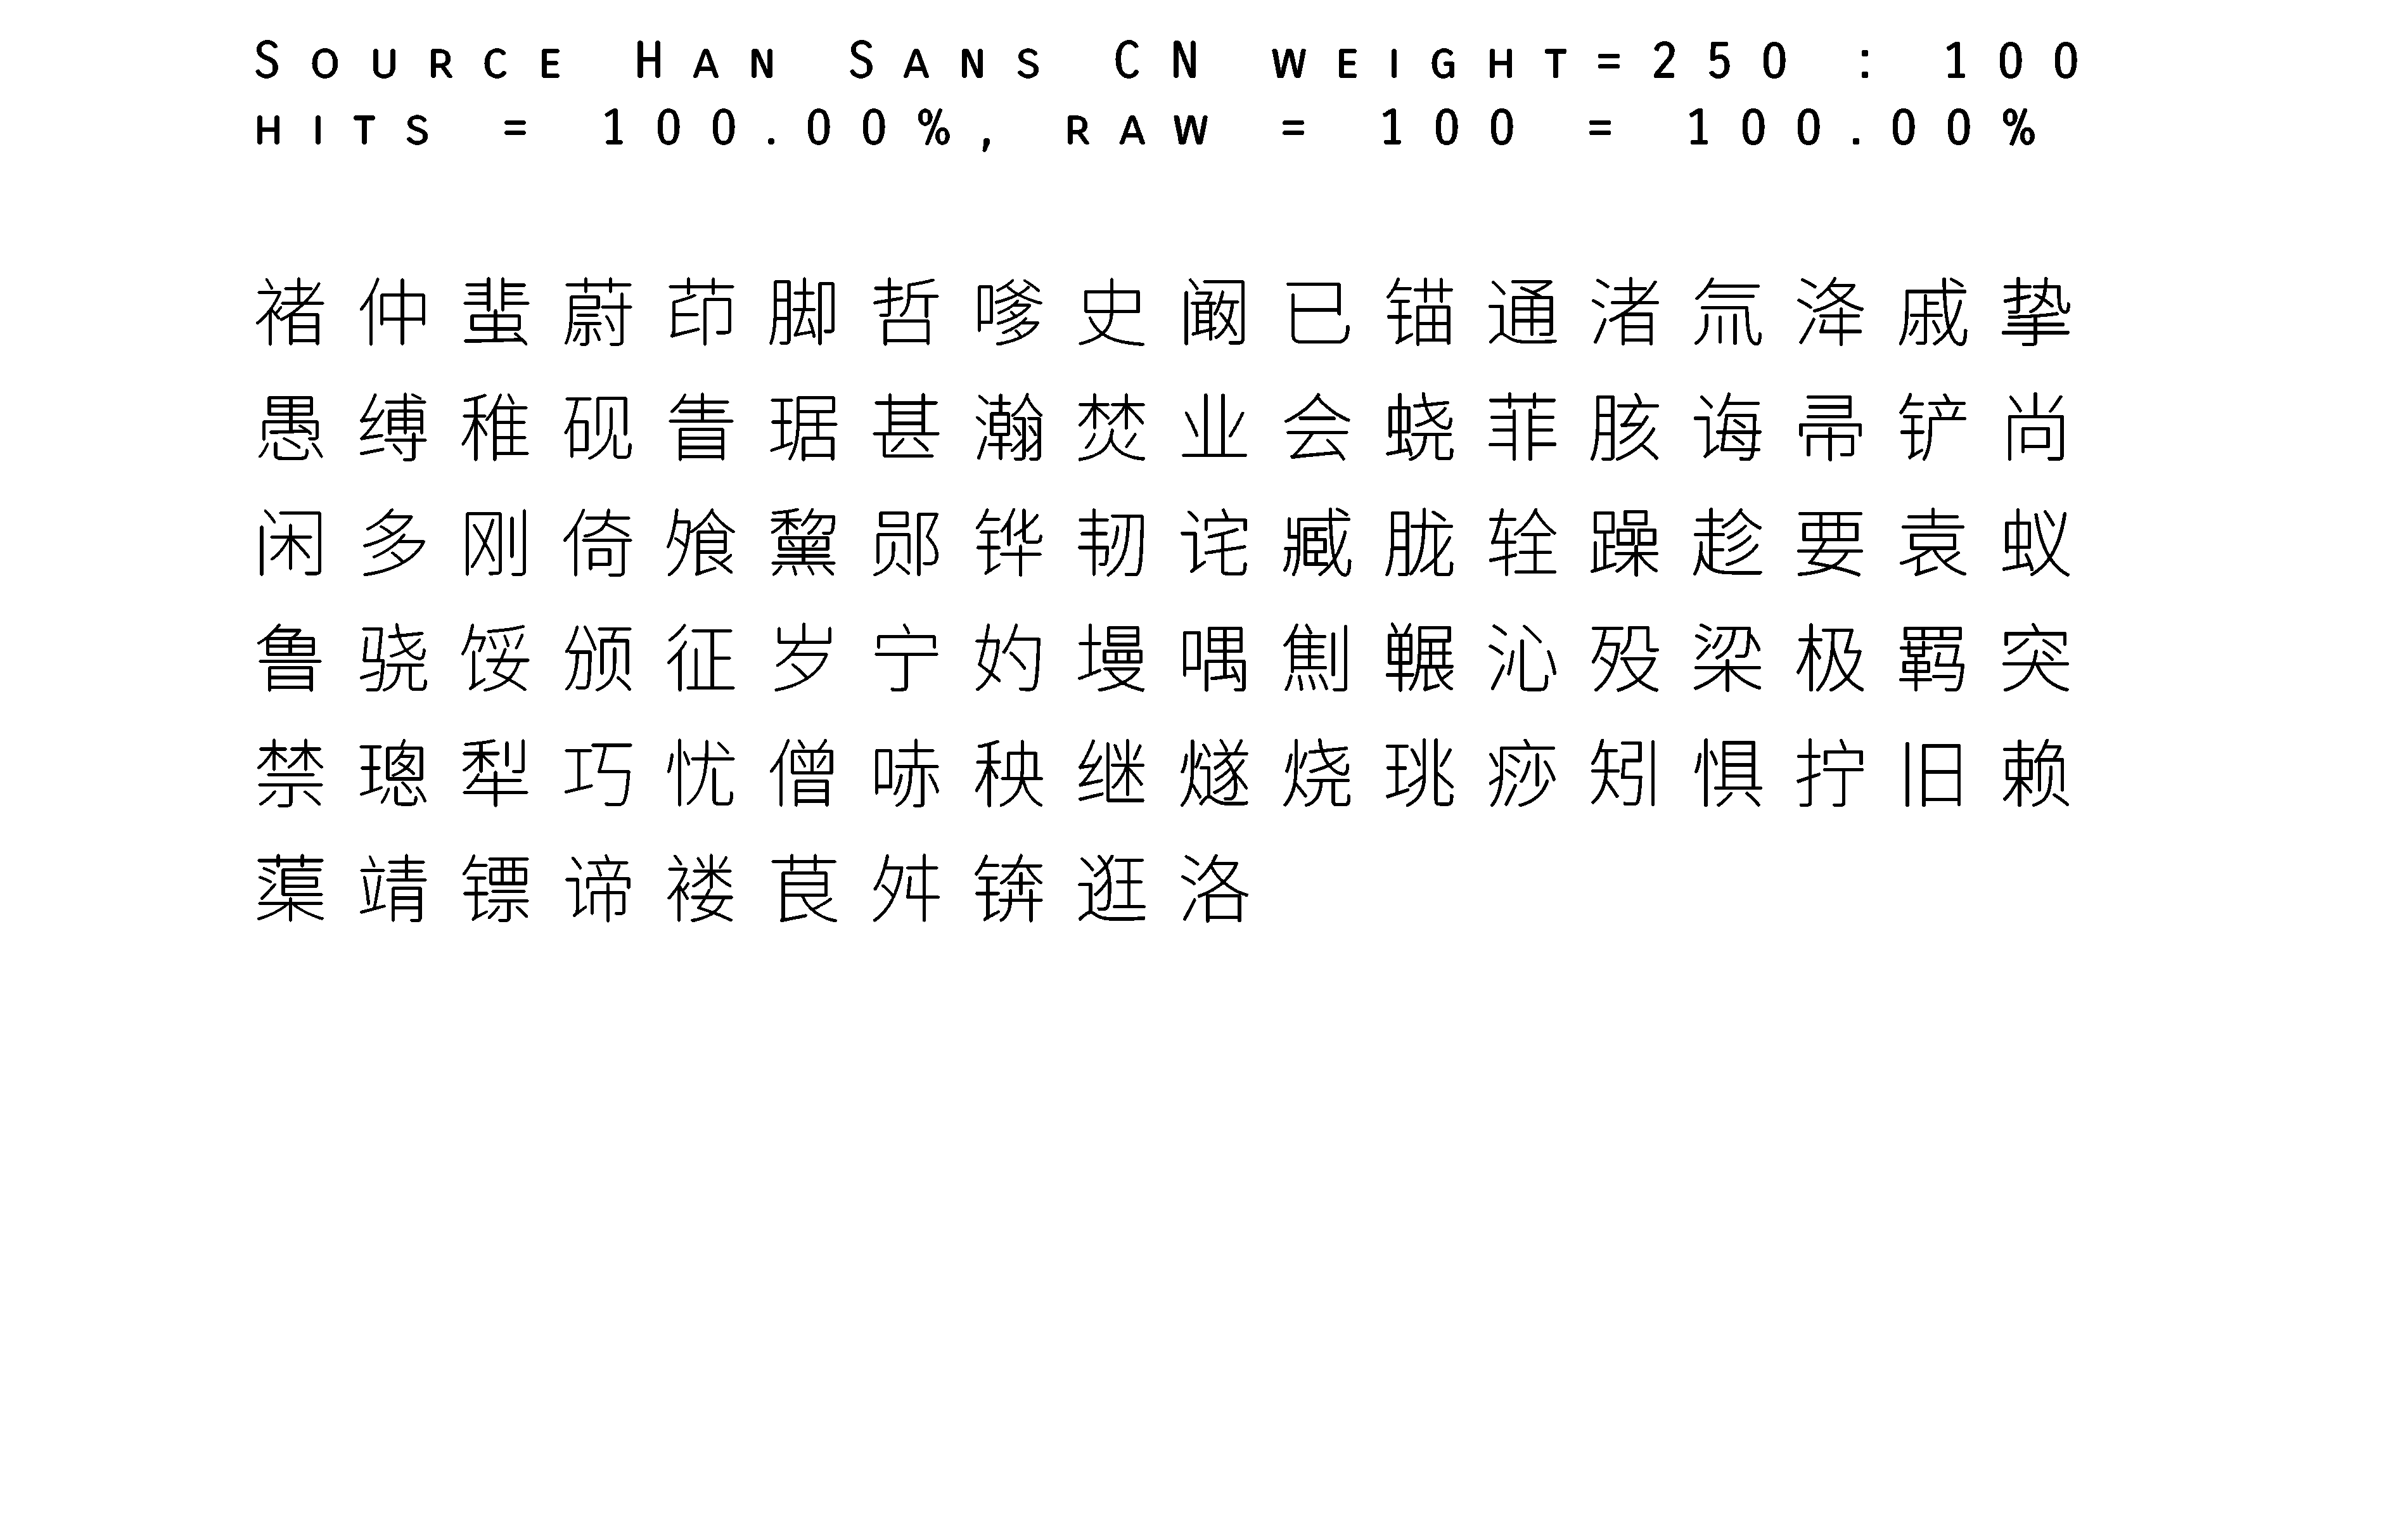 Source Han Sans CN weight=250 : 100
hits = 100.00%, raw = 100 = 100.00%
褚仲蜚蔚茚脚哲嗲史阚已锚通渚氚洚戚挚
愚缚稚砚眚琚甚瀚焚业会蛲菲胲诲帚铲尚
闲多刚倚飧黧郧铧韧诧臧胧辁躁趁要袁蚁
鲁骁馁颁征岁宁妁墁喁劁冁沁殁梁极羁突
禁璁犁巧忧僧哧秧继燧烧珧痧矧惧拧旧赖
蕖靖镖谛褛莨舛锛逛洛